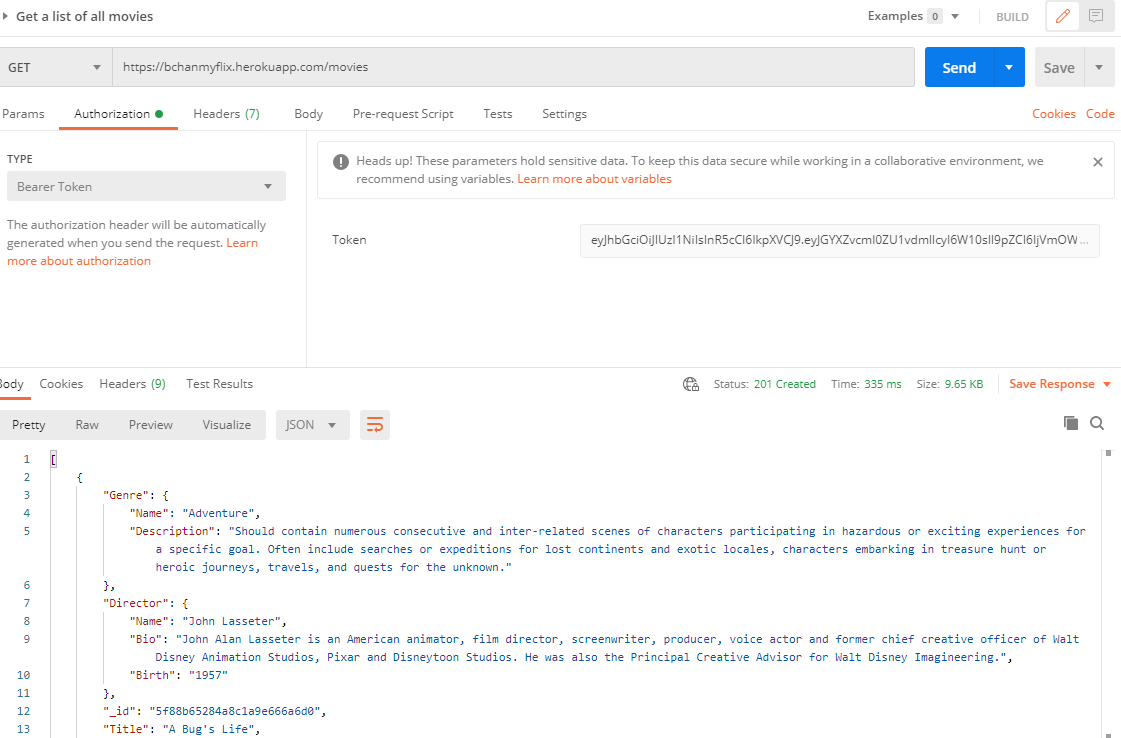 Get a list of all movies
Examples 0 BUILD
GET https://bchanmyflix.herokuapp.com/movies Send Save
Params Authorization Headers (7) Body Pre-request Script Tests Settings Cookies Code
TYPE
Bearer Token
The authorization header will be automatically
generated when you send the request. Learn
more about authorization
Heads up! These parameters hold sensitive data. To keep this data secure while working in a collaborative environment, we
recommend using variables. Learn more about variables
Token
Body Cookies Headers (9) Test Results Status: 201 Created Time: 335 ms Size: 9.65 KB Save Response
Pretty Raw Preview Visualize JSON
1 [
2 {
3 "Genre": {
4 "Name": "Adventure",
5 "Description": "Should contain numerous consecutive and inter-related scenes of characters participating in hazardous or exciting experiences for
a specific goal. Often include searches or expeditions for lost continents and exotic locales, characters embarking in treasure hunt or
heroic journeys, travels, and quests for the unknown."
6 },
7 "Director": {
8 "Name": "John Lasseter",
9 "Bio": "John Alan Lasseter is an American animator, film director, screenwriter, producer, voice actor and former chief creative officer of Walt
Disney Animation Studios, Pixar and Disneytoon Studios. He was also the Principal Creative Advisor for Walt Disney Imagineering.",
10 "Birth": "1957"
11 },
12 "_id": "5f88b65284a8c1a9e666a6d0",
13 "Title": "A Bug's Life",